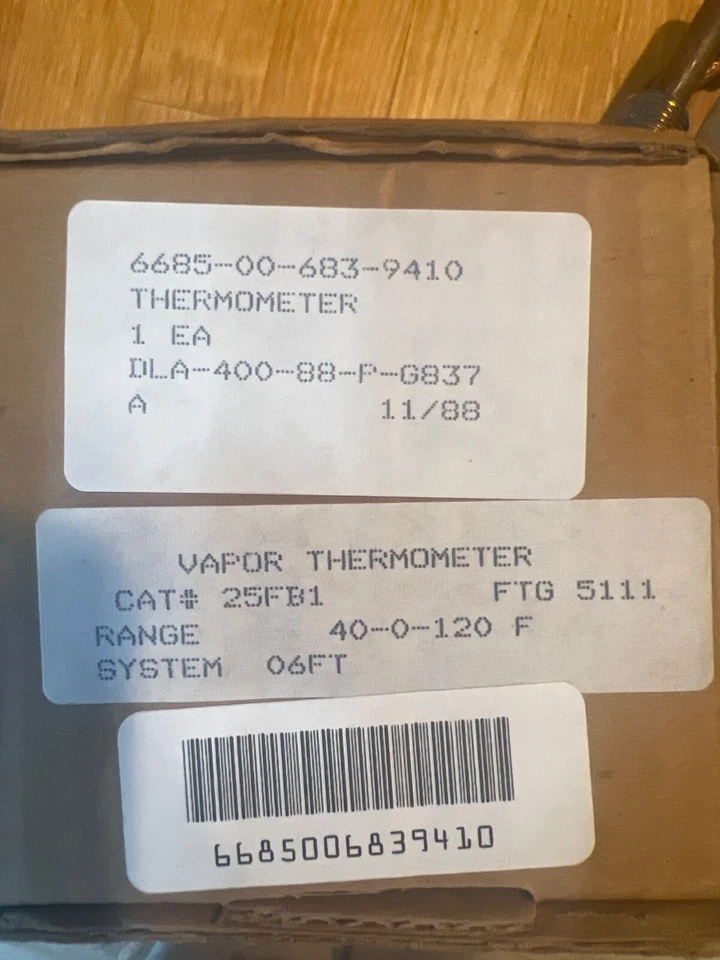 6685-00-683-9410
THERMOMETER
1 EA
DLA-400-88-P-G837
A 11/88
VAPOR THERMOMETER
CAT# 25FB1 FTG 5111
RANGE 40-0-120 F
SYSTEM 06FT
6685006839410